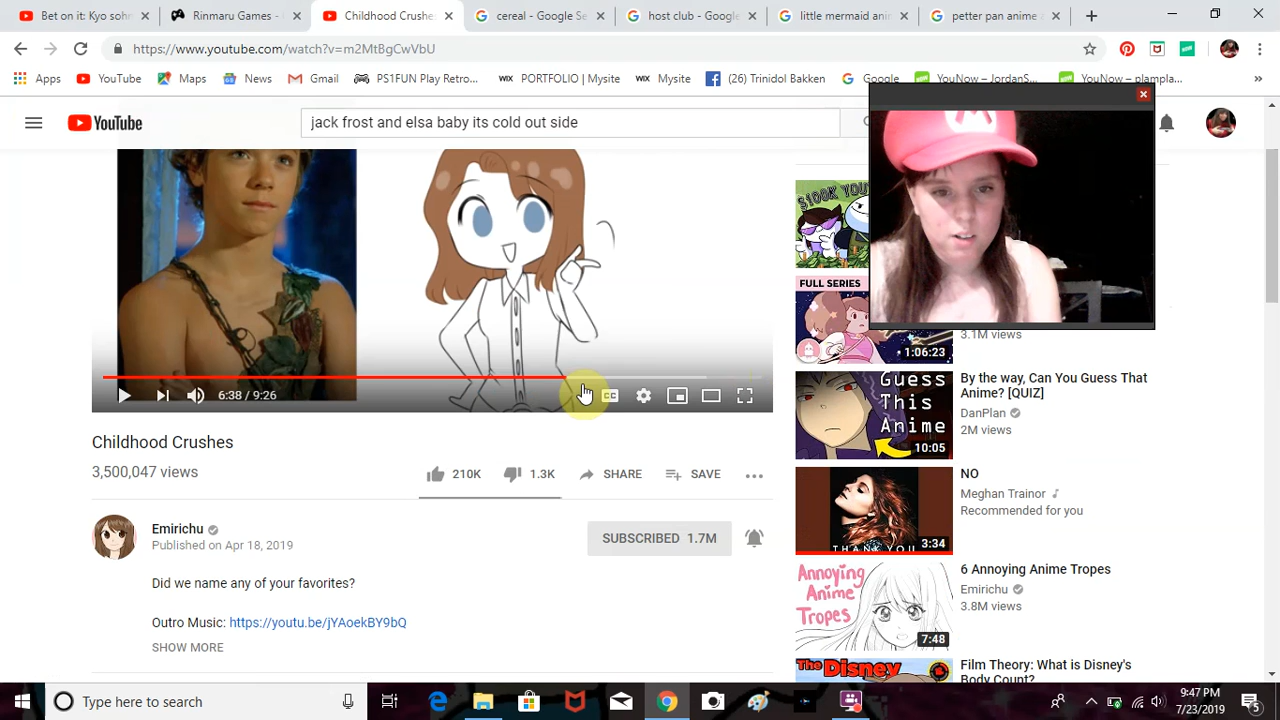 Bet on it: Kyo soh
Rinmaru Games -
Childhood Crushe
cereal - Google Se
host club - Google
little mermaid anim
petter pan anime a
https://www.youtube.com/watch?v=m2MtBgCwVbU
Apps
YouTube
Maps
News
Gmail
PS1FUN Play Retro...
WIX PORTFOLIO | Mysite
WIX Mysite
(26) Trinidol Bakken
Google
YouNow – JordanS...
YouNow – plampla...
YouTube
jack frost and elsa baby its cold out side
M
FULL SERIES
1:06:23
3.1M views
6:38 / 9:26
CC
Guess
This
Anime
10:05
By the way, Can You Guess That
Anime? [QUIZ]
DanPlan
2M views
Childhood Crushes
3,500,047 views
210K
1.3K
SHARE
SAVE
THANK YOU
3:34
NO
Meghan Trainor
Recommended for you
Emirichu
Published on Apr 18, 2019
SUBSCRIBED 1.7M
Did we name any of your favorites?
Outro Music: https://youtu.be/jYAoekBY9bQ
SHOW MORE
Annoying
Anime
Tropes
7:48
6 Annoying Anime Tropes
Emirichu
3.8M views
The Disney
Film Theory: What is Disney's
Body Count?
Type here to search
9:47 PM
7/23/2019
5